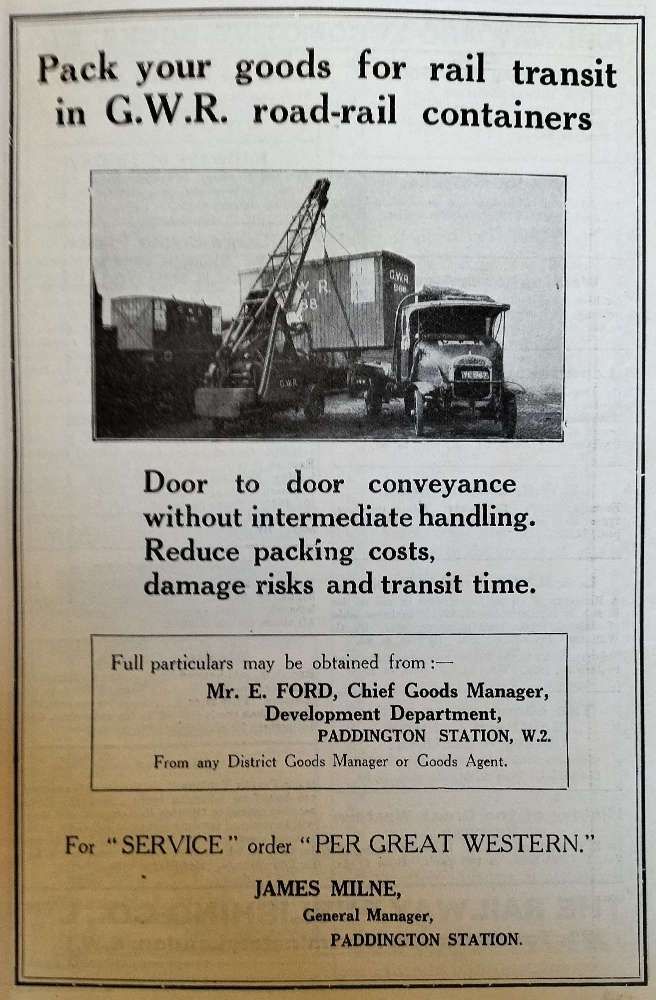 Pack your goods for rail transit
in G.W.R. road-rail containers
G.W.R.
G.W.R
Door to door conveyance
without intermediate handling.
Reduce packing costs,
damage risks and transit time.
Full particulars may be obtained from :—
Mr. E. FORD, Chief Goods Manager,
Development Department,
PADDINGTON STATION, W.2.
From any District Goods Manager or Goods Agent.
For "SERVICE" order "PER GREAT WESTERN."
JAMES MILNE,
General Manager,
PADDINGTON STATION.